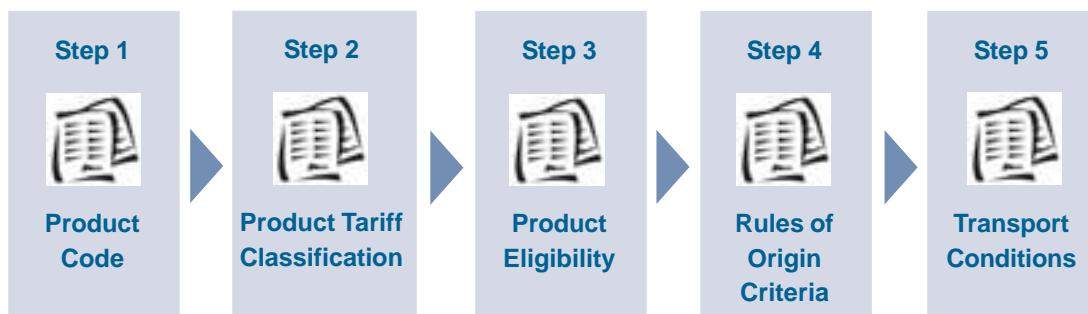 Step 1
Product
Code
Step 2
Product Tariff
Classification
Step 3
Product
Eligibility
Step 4
Rules of
Origin
Criteria
Step 5
Transport
Conditions